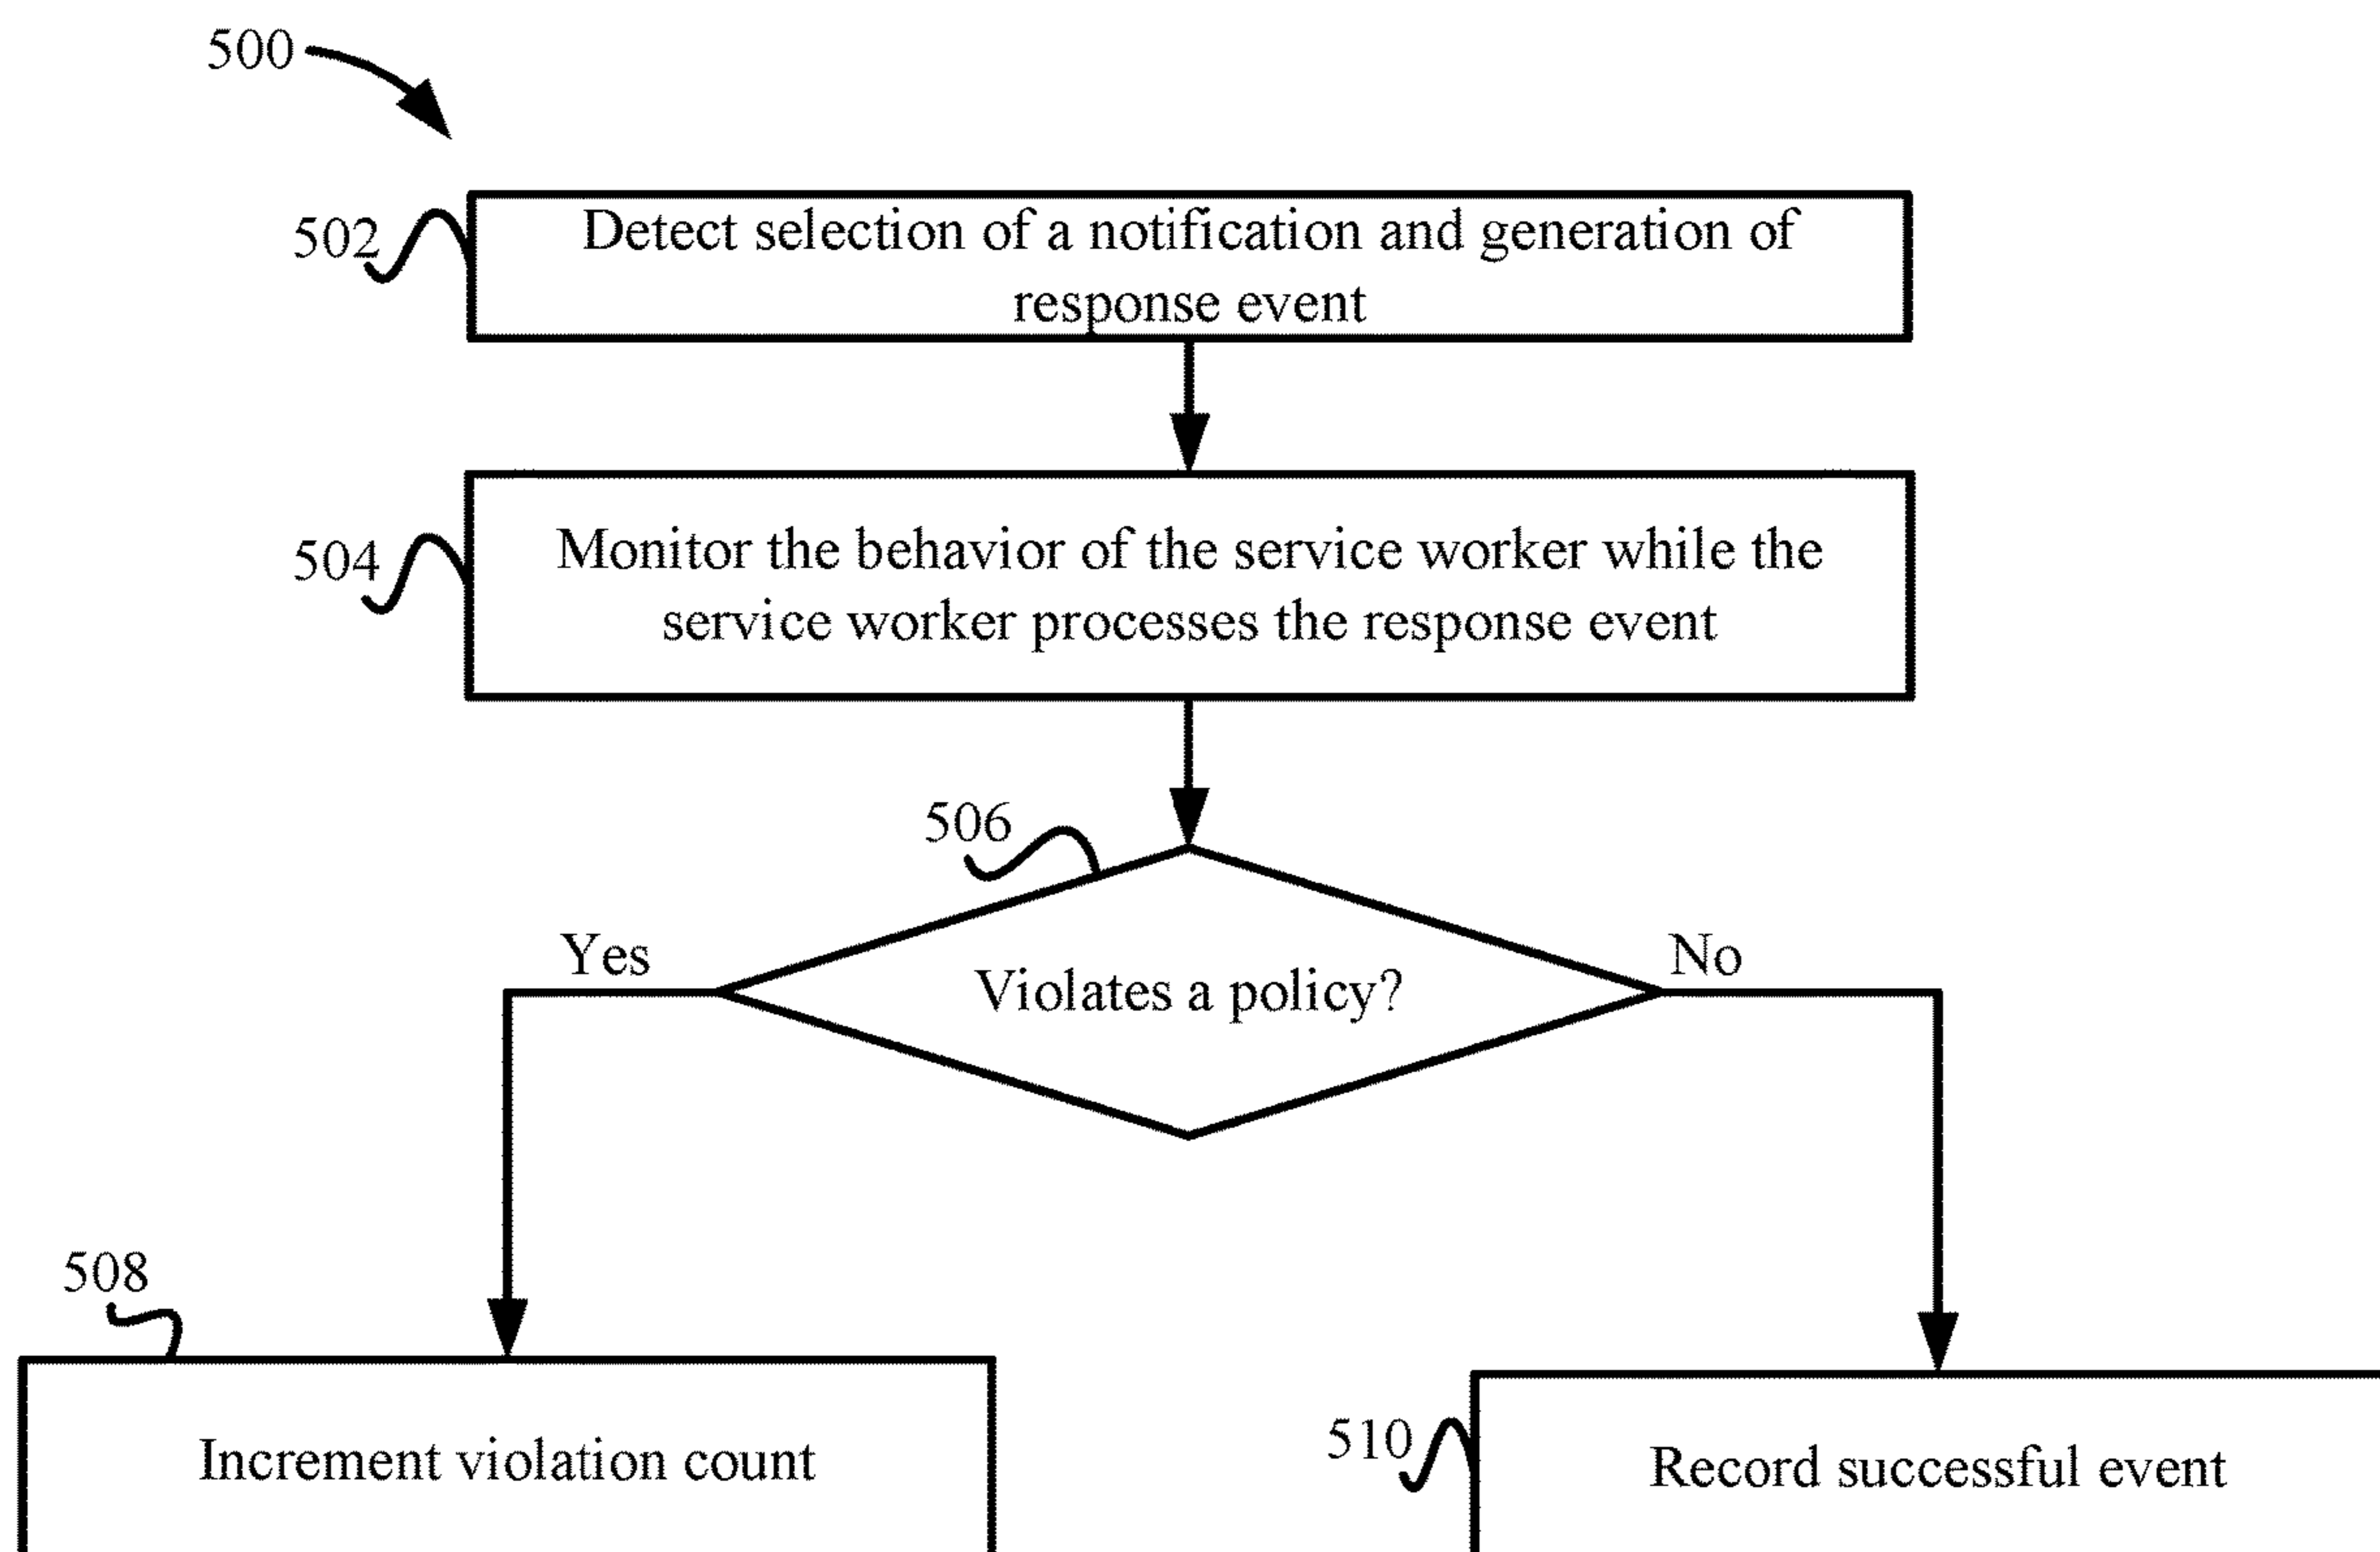 500
502
Detect selection of a notification and generation of
response event
504
Monitor the behavior of the service worker while the
service worker processes the response event
506
Yes
Violates a policy?
No
508
Increment violation count
510
Record successful event